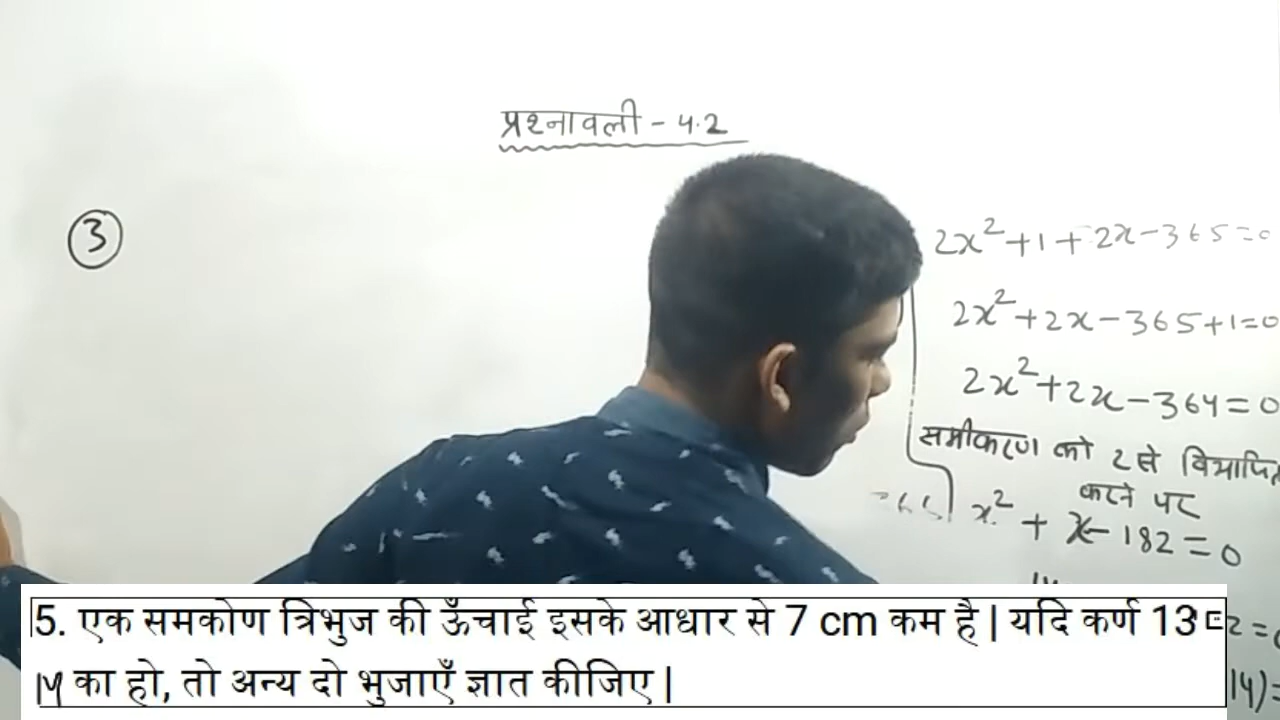 प्रश्नावली - 4.2
3
2x²+1+2x-365=0
2x²+2x-365+1=0
2x²+2x-364=0
समीकरण को 2 से
करने पर
x² + x-182=0
5. एक समकोण त्रिभुज की ऊँचाई इसके आधार से 7 cm कम है | यदि कर्ण 13
का हो, तो अन्य दो भुजाएँ ज्ञात कीजिए |
14)=